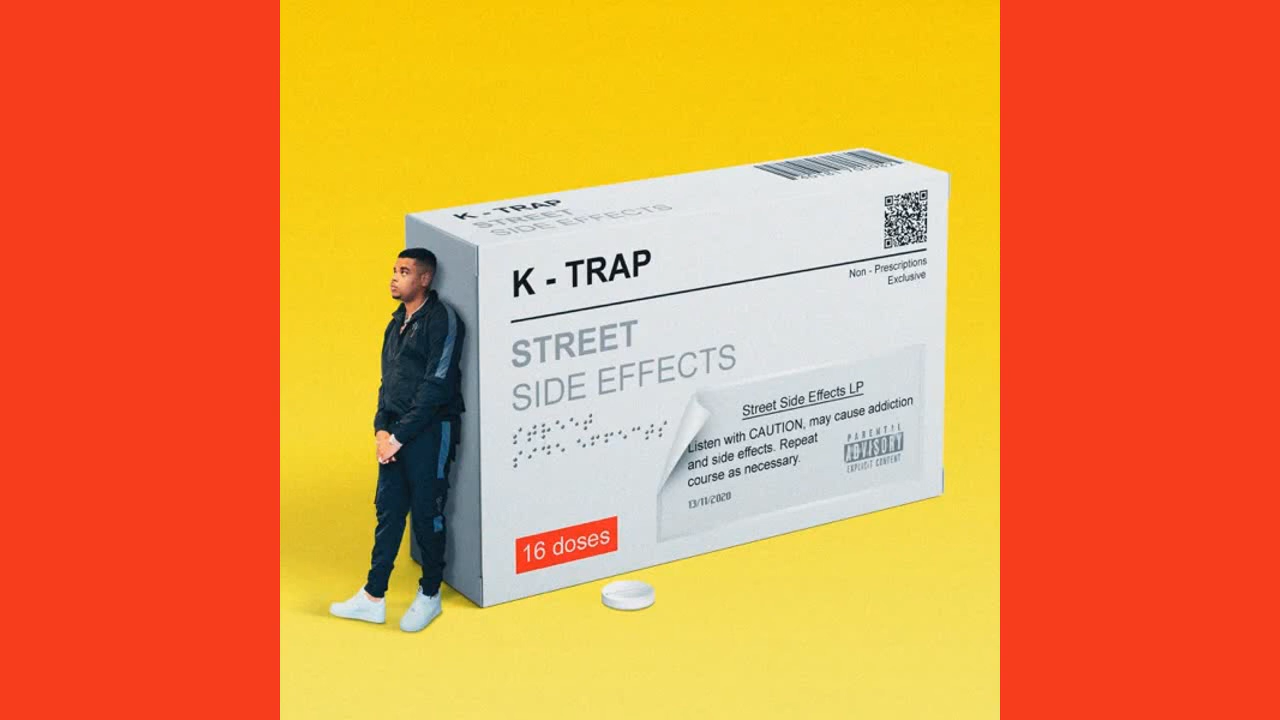 K - TRAP
STREET
SIDE EFFECTS
K - TRAP
Non - Prescriptions
Exclusive
STREET
SIDE EFFECTS
Street Side Effects LP
Listen with CAUTION, may cause addiction
and side effects. Repeat
course as necessary.
PARENTAL
ADVISORY
EXPLICIT CONTENT
13/11/2020
16 doses